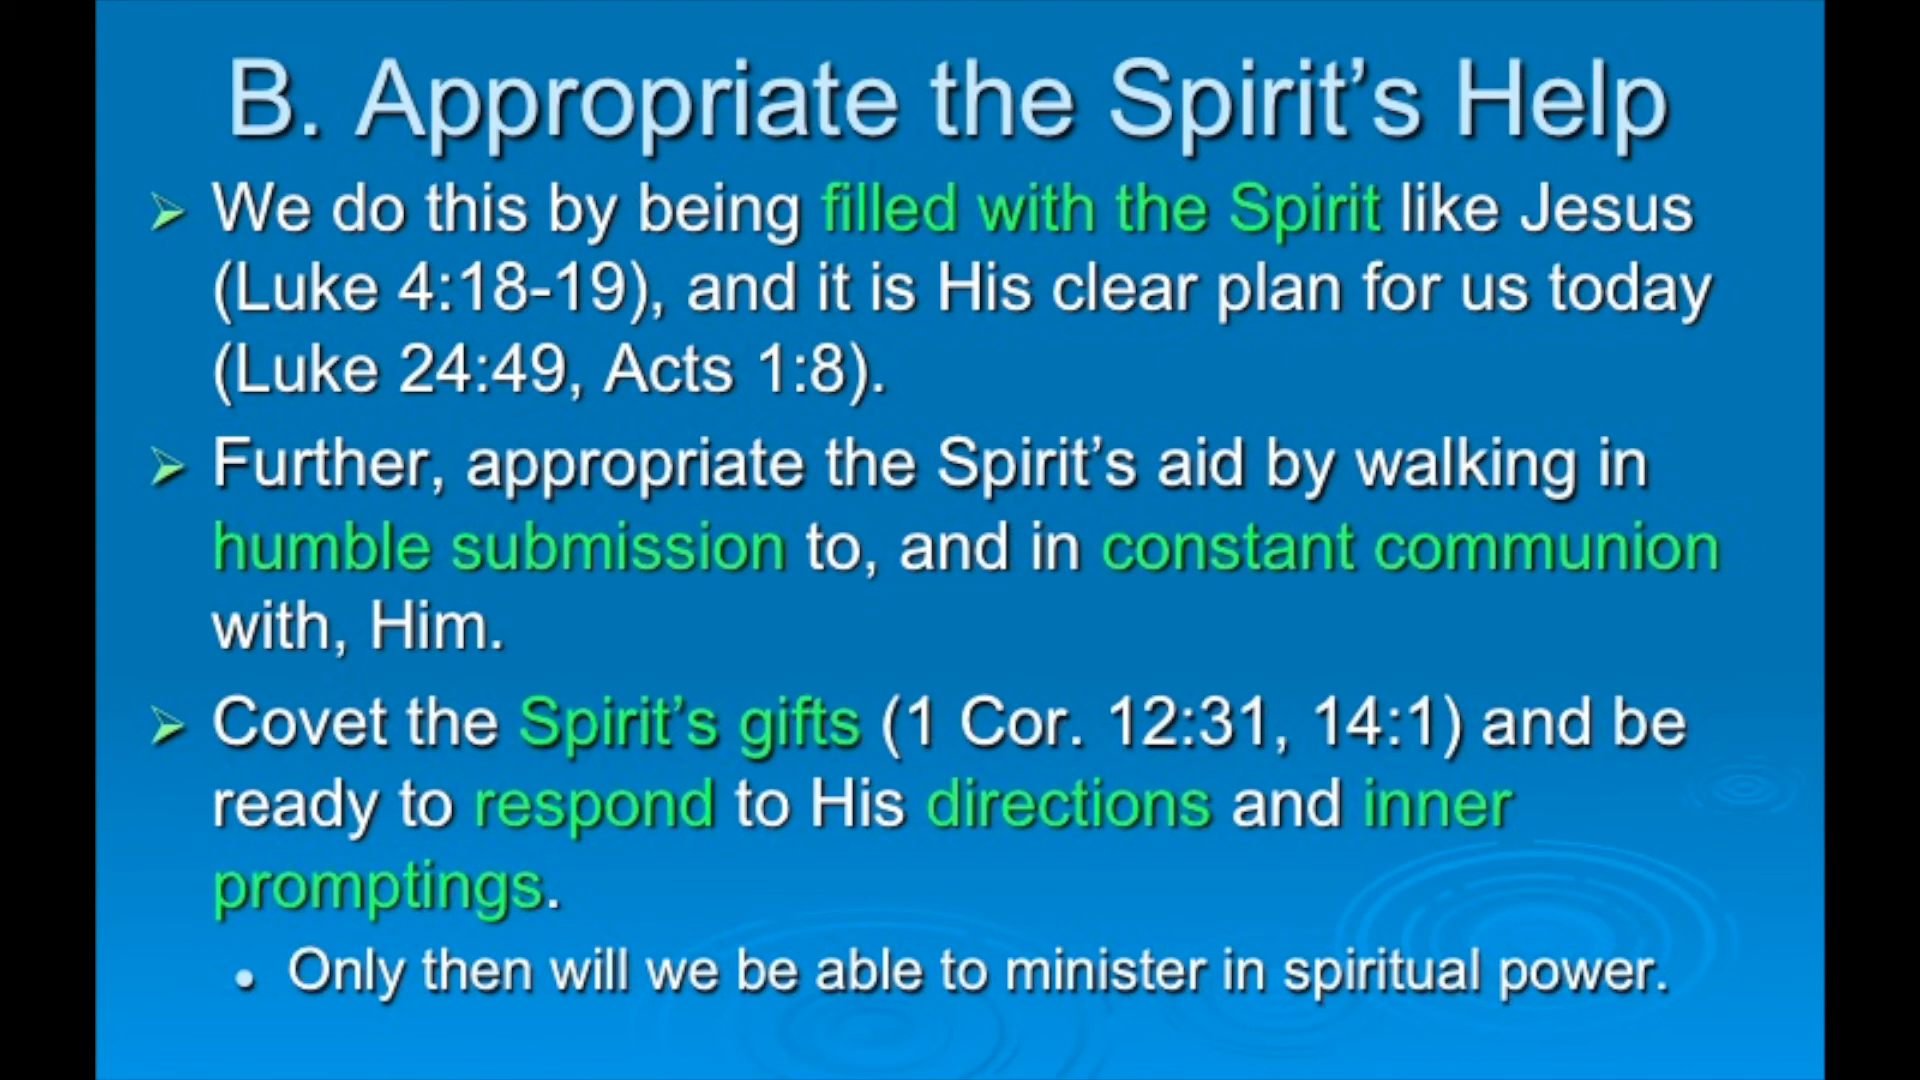 B. Appropriate the Spirit’s Help
➢ We do this by being filled with the Spirit like Jesus
(Luke 4:18-19), and it is His clear plan for us today
(Luke 24:49, Acts 1:8).
➢ Further, appropriate the Spirit’s aid by walking in
humble submission to, and in constant communion
with, Him.
➢ Covet the Spirit’s gifts (1 Cor. 12:31, 14:1) and be
ready to respond to His directions and inner
promptings.
• Only then will we be able to minister in spiritual power.